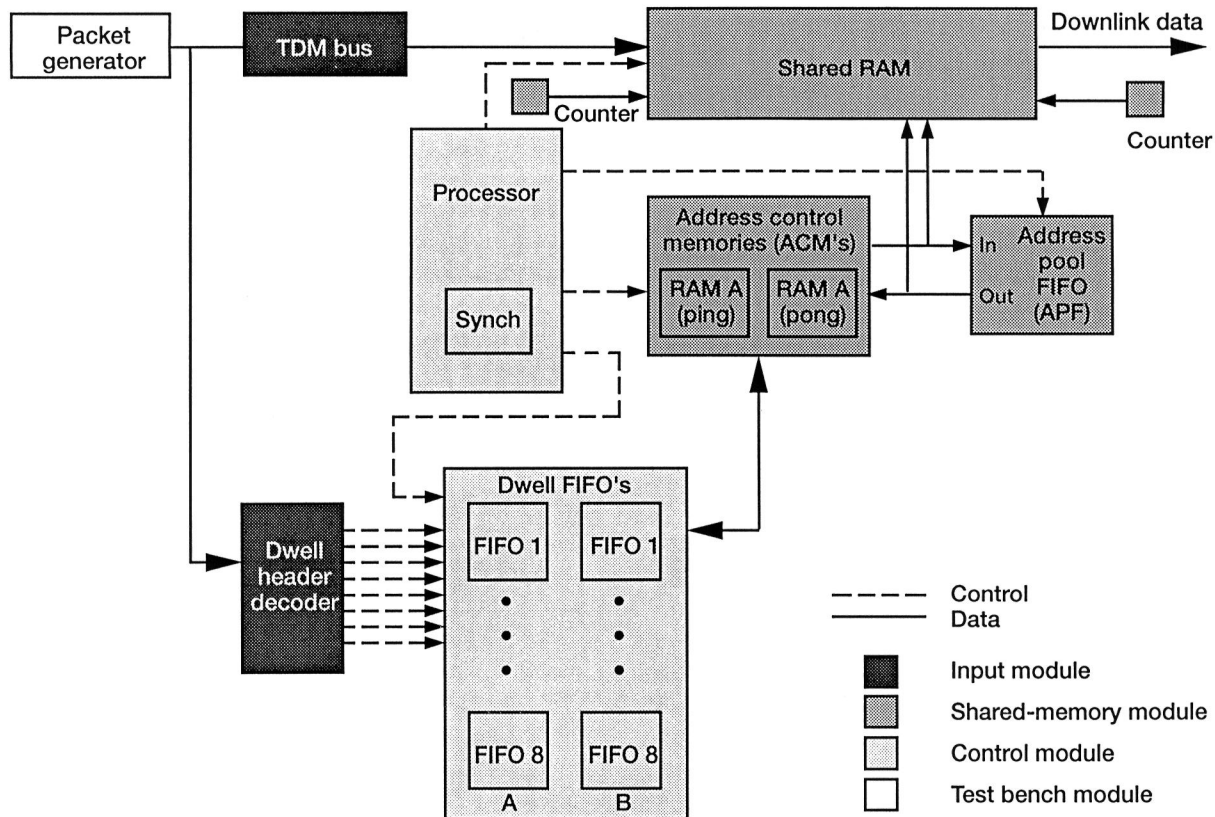 Packet
generator
TDM bus
Shared RAM
Downlink data
Counter
Counter
Processor
Synch
Address control
memories (ACM's)
RAM A
(ping)
RAM A
(pong)
In
Out
Address
pool
FIFO
(APF)
Dwell
header
decoder
Dwell FIFO's
FIFO 1
FIFO 1
FIFO 8
FIFO 8
A
B
Control
Data
Input module
Shared-memory module
Control module
Test bench module